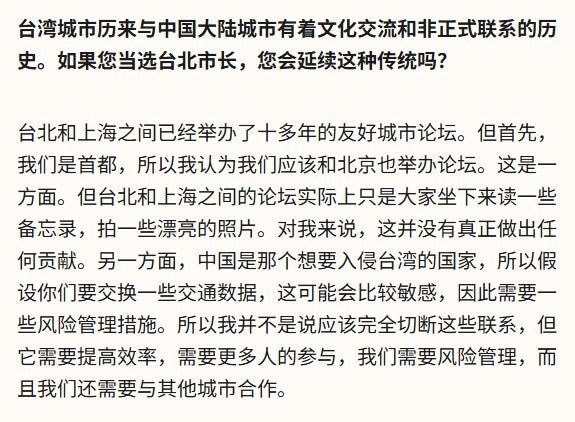 台湾城市历来与中国大陆城市有着文化交流和非正式联系的历
史。如果您当选台北市长，您会延续这种传统吗？
台北和上海之间已经举办了十多年的友好城市论坛。但首先，
我们是首都，所以我认为我们应该和北京也举办论坛。这是一
方面。但台北和上海之间的论坛实际上只是大家坐下来读一些
备忘录，拍一些漂亮的照片。对我来说，这并没有真正做出任
何贡献。另一方面，中国是那个想要入侵台湾的国家，所以假
设你们要交换一些交通数据，这可能会比较敏感，因此需要一
些风险管理措施。所以我并不是说应该完全切断这些联系，但
它需要提高效率，需要更多人的参与，我们需要风险管理，而
且我们还需要与其他城市合作。